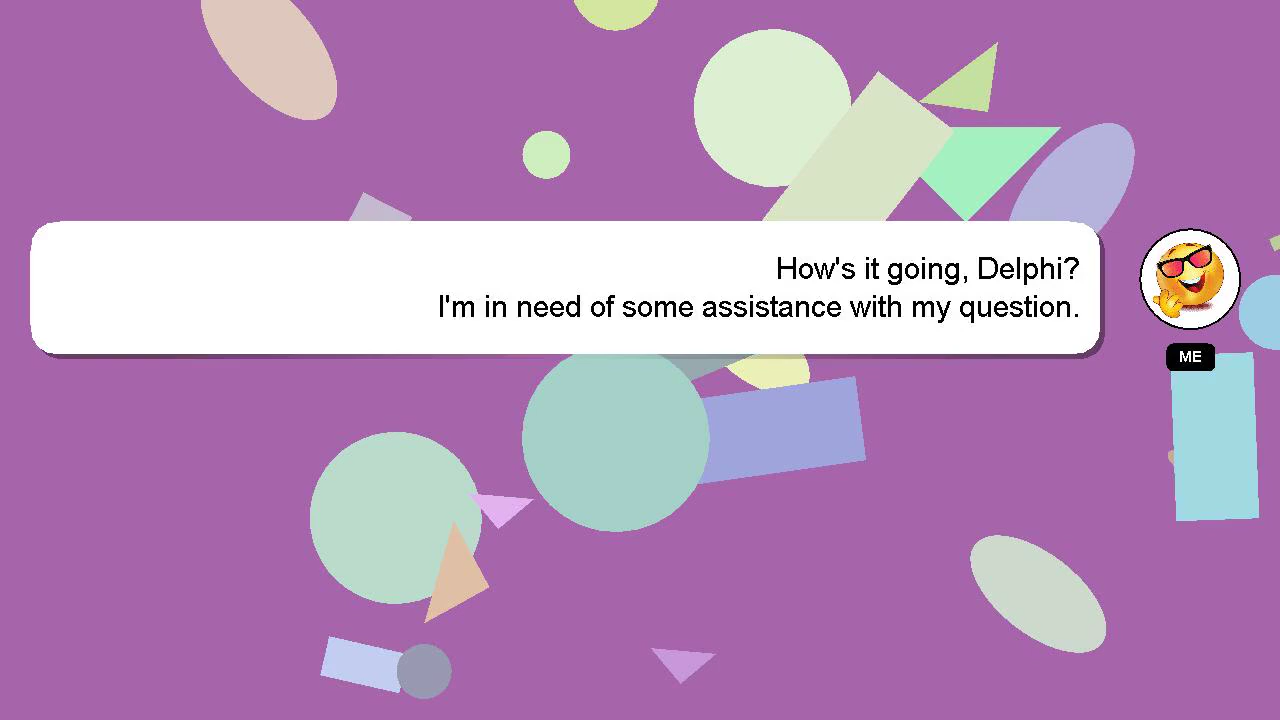 How's it going, Delphi?
I'm in need of some assistance with my question.
ME